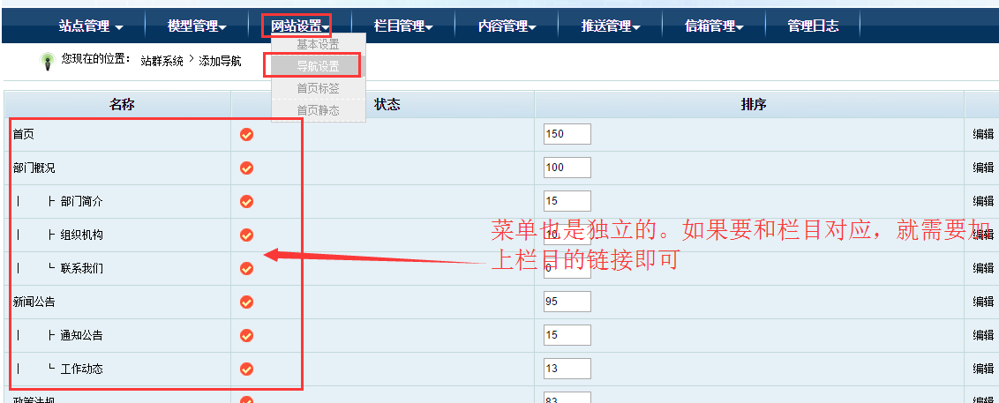 站点管理 模型管理 网站设置 栏目管理 内容管理 推送管理 信箱管理 管理日志
基本设置
导航设置
首页标签
首页静态
您现在的位置： 站群系统 > 添加导航
名称 状态 排序
首页 150 编辑
部门概况 100 编辑
| ├ 部门简介 15 编辑
| ├ 组织机构 10 编辑
| └ 联系我们 0 编辑
菜单也是独立的。如果要和栏目对应，就需要加
上栏目的链接即可
新闻公告 95 编辑
| ├ 通知公告 15 编辑
| └ 工作动态 13 编辑
政策法规 83 编辑